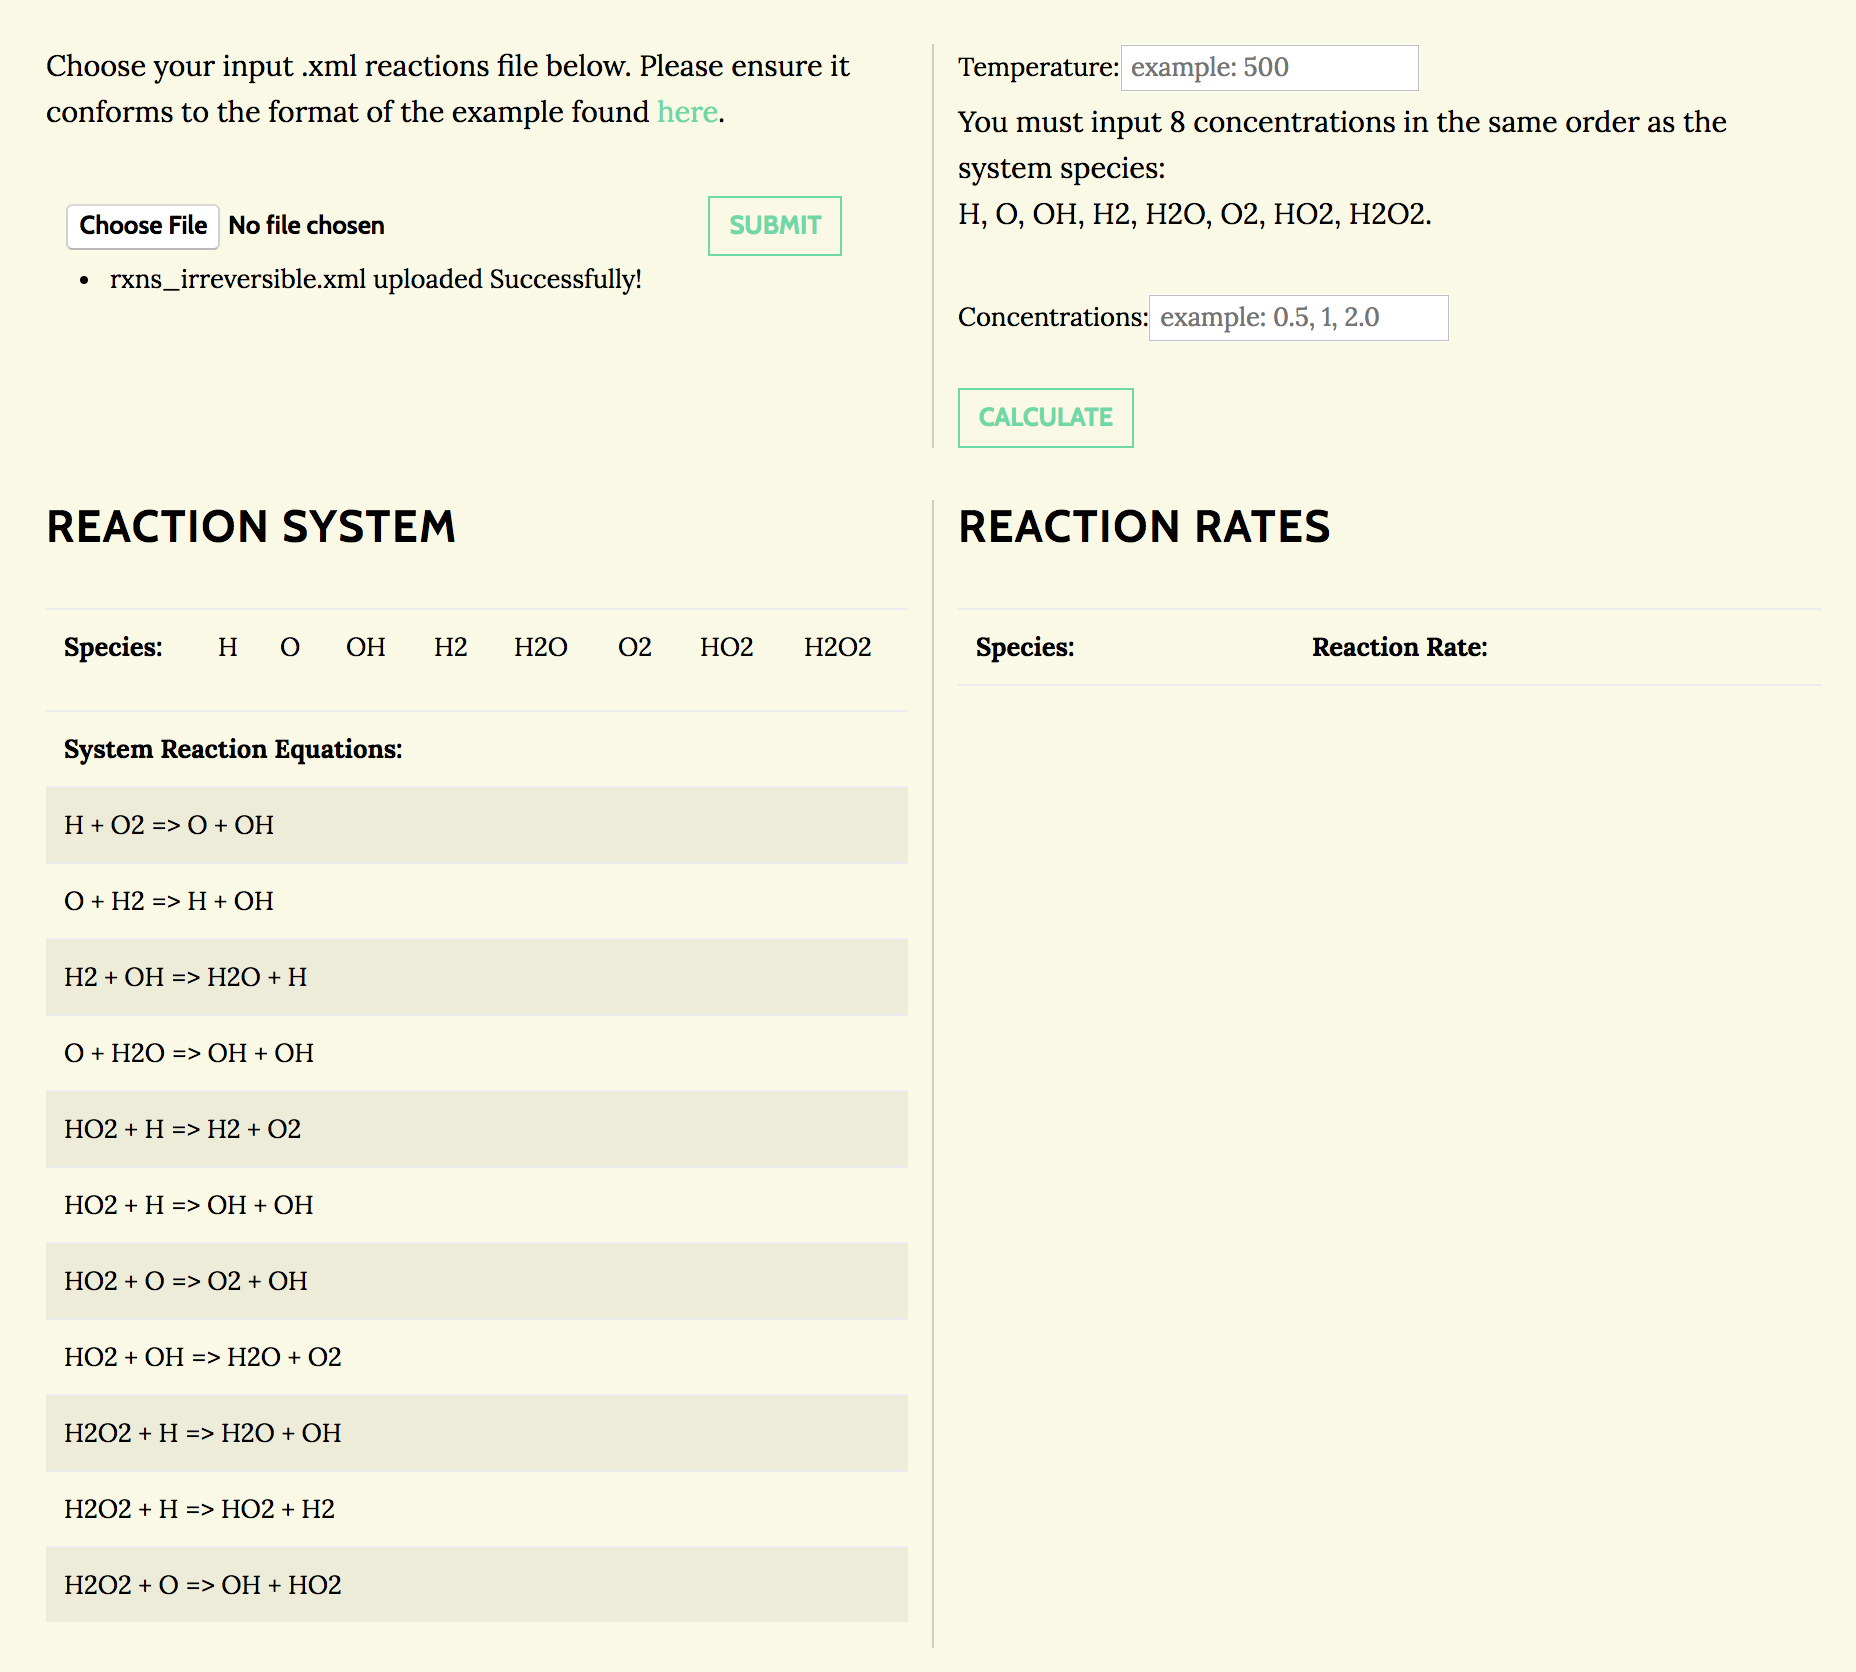 Choose your input .xml reactions file below. Please ensure it
conforms to the format of the example found here.
Choose File No file chosen
SUBMIT
• rxns_irreversible.xml uploaded Successfully!
Temperature: example: 500
You must input 8 concentrations in the same order as the
system species:
H, O, OH, H2, H2O, O2, HO2, H2O2.
Concentrations: example: 0.5, 1, 2.0
CALCULATE
REACTION SYSTEM
Species: H O OH H2 H2O O2 HO2 H2O2
System Reaction Equations:
H + O2 => O + OH
O + H2 => H + OH
H2 + OH => H2O + H
O + H2O => OH + OH
HO2 + H => H2 + O2
HO2 + H => OH + OH
HO2 + O => O2 + OH
HO2 + OH => H2O + O2
H2O2 + H => H2O + OH
H2O2 + H => HO2 + H2
H2O2 + O => OH + HO2
REACTION RATES
Species: Reaction Rate: